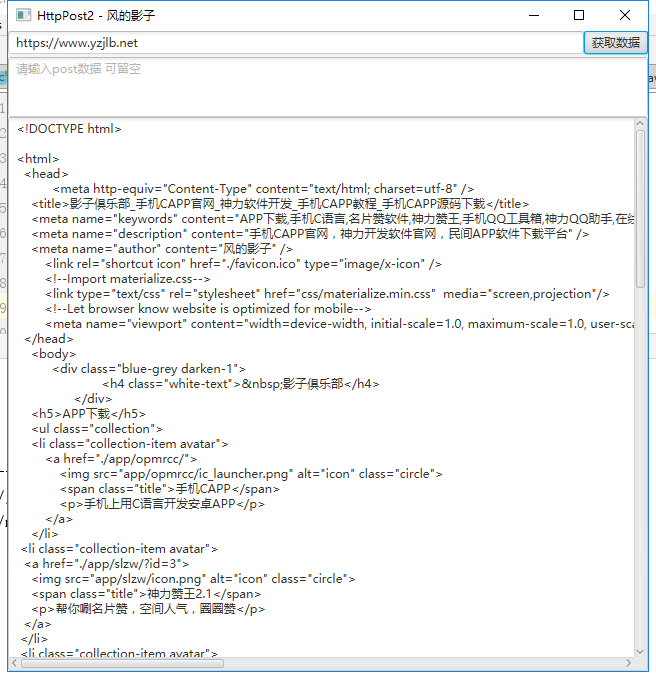 HttpPost2 - 风的影子
https://www.yzjlb.net
获取数据
请输入post数据 可留空
<!DOCTYPE html>
<html>
<head>
<meta http-equiv="Content-Type" content="text/html; charset=utf-8" />
<title>影子俱乐部_手机CAPP官网_神力软件开发_手机CAPP教程_手机CAPP源码下载</title>
<meta name="keywords" content="APP下载,手机C语言,名片赞软件,神力赞王,手机QQ工具箱,神力QQ助手,在线
<meta name="description" content="手机CAPP官网，神力开发软件官网，民间APP软件下载平台" />
<meta name="author" content="风的影子" />
<link rel="shortcut icon" href="./favicon.ico" type="image/x-icon" />
<!--Import materialize.css-->
<link type="text/css" rel="stylesheet" href="css/materialize.min.css"  media="screen,projection"/>
<!--Let browser know website is optimized for mobile-->
<meta name="viewport" content="width=device-width, initial-scale=1.0, maximum-scale=1.0, user-sca
</head>
<body>
<div class="blue-grey darken-1">
<h4 class="white-text">&nbsp;影子俱乐部</h4>
</div>
<h5>APP下载</h5>
<ul class="collection">
<li class="collection-item avatar">
<a href="./app/opmrcc/">
<img src="app/opmrcc/ic_launcher.png" alt="icon" class="circle">
<span class="title">手机CAPP</span>
<p>手机上用C语言开发安卓APP</p>
</a>
</li>
<li class="collection-item avatar">
<a href="./app/slzw/?id=3">
<img src="app/slzw/icon.png" alt="icon" class="circle">
<span class="title">神力赞王2.1</span>
<p>帮你唰名片赞，空间人气，圈圈赞</p>
</a>
</li>
<li class="collection-item avatar">